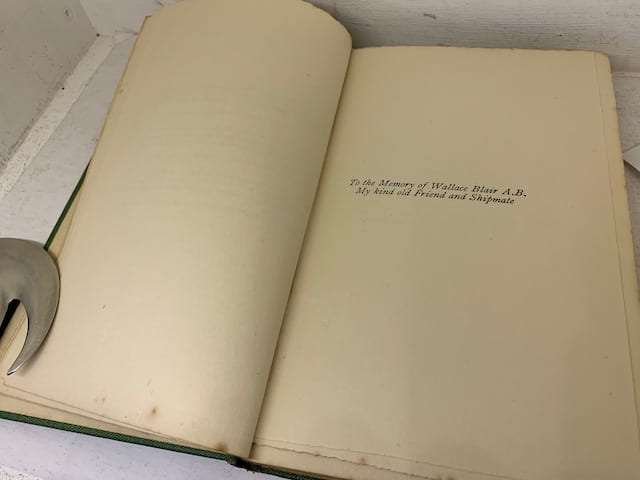 To the Memory of Wallace Blair A.B.
My kind old Friend and Shipmate